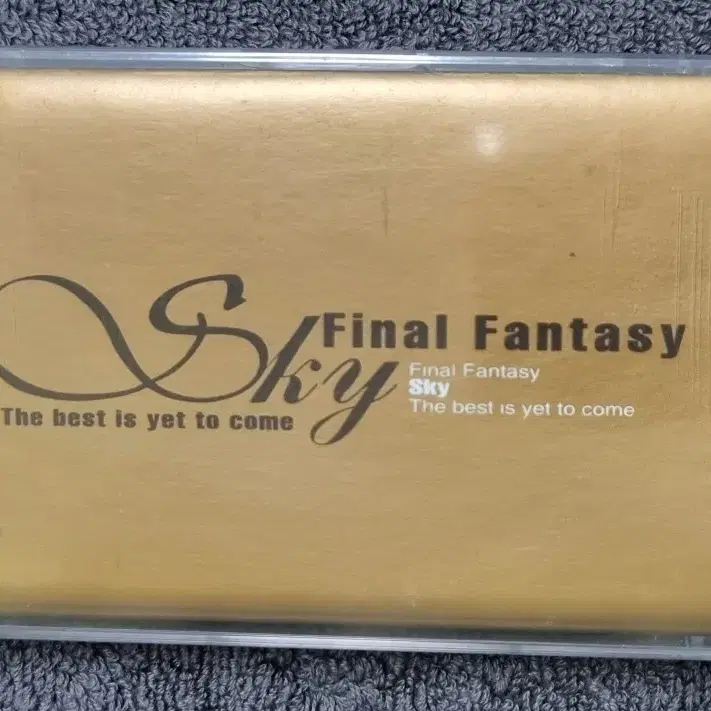 Sky
Final Fantasy
The best is yet to come
Final Fantasy
Sky
The best is yet to come